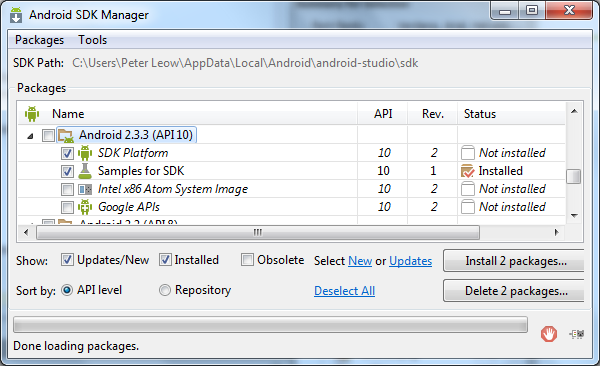 Android SDK Manager
Packages Tools
SDK Path: C:\Users\Peter Leow\AppData\Local\Android\android-studio\sdk
Packages
Name API Rev. Status
Android 2.3.3 (API 10)
SDK Platform 10 2 Not installed
Samples for SDK 10 1 Installed
Intel x86 Atom System Image 10 2 Not installed
Google APIs 10 2 Not installed
Android 2.2 (API 8)
Show: Updates/New Installed Obsolete Select New or Updates Install 2 packages...
Sort by: API level Repository Deselect All Delete 2 packages...
Done loading packages.